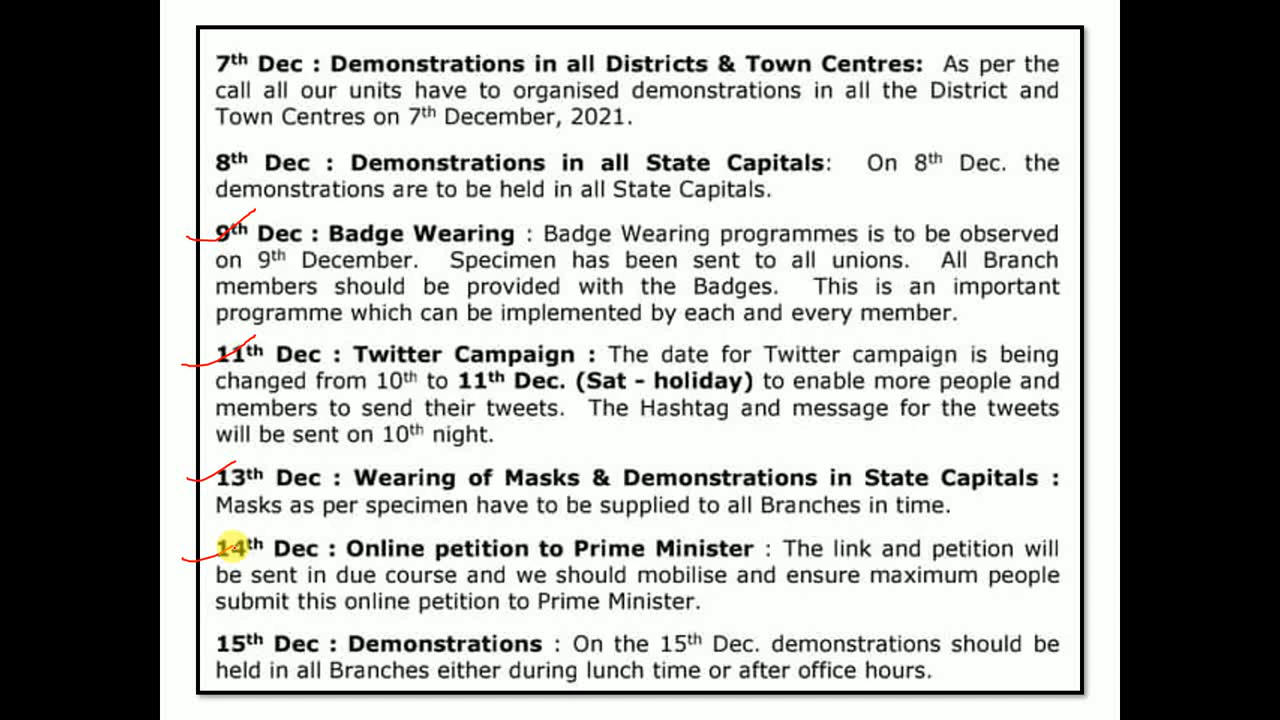 7th Dec : Demonstrations in all Districts & Town Centres: As per the
call all our units have to organised demonstrations in all the District and
Town Centres on 7th December, 2021.
8th Dec : Demonstrations in all State Capitals: On 8th Dec. the
demonstrations are to be held in all State Capitals.
9th Dec : Badge Wearing : Badge Wearing programmes is to be observed
on 9th December. Specimen has been sent to all unions. All Branch
members should be provided with the Badges. This is an important
programme which can be implemented by each and every member.
11th Dec : Twitter Campaign : The date for Twitter campaign is being
changed from 10th to 11th Dec. (Sat - holiday) to enable more people and
members to send their tweets. The Hashtag and message for the tweets
will be sent on 10th night.
13th Dec : Wearing of Masks & Demonstrations in State Capitals :
Masks as per specimen have to be supplied to all Branches in time.
14th Dec : Online petition to Prime Minister : The link and petition will
be sent in due course and we should mobilise and ensure maximum people
submit this online petition to Prime Minister.
15th Dec : Demonstrations : On the 15th Dec. demonstrations should be
held in all Branches either during lunch time or after office hours.